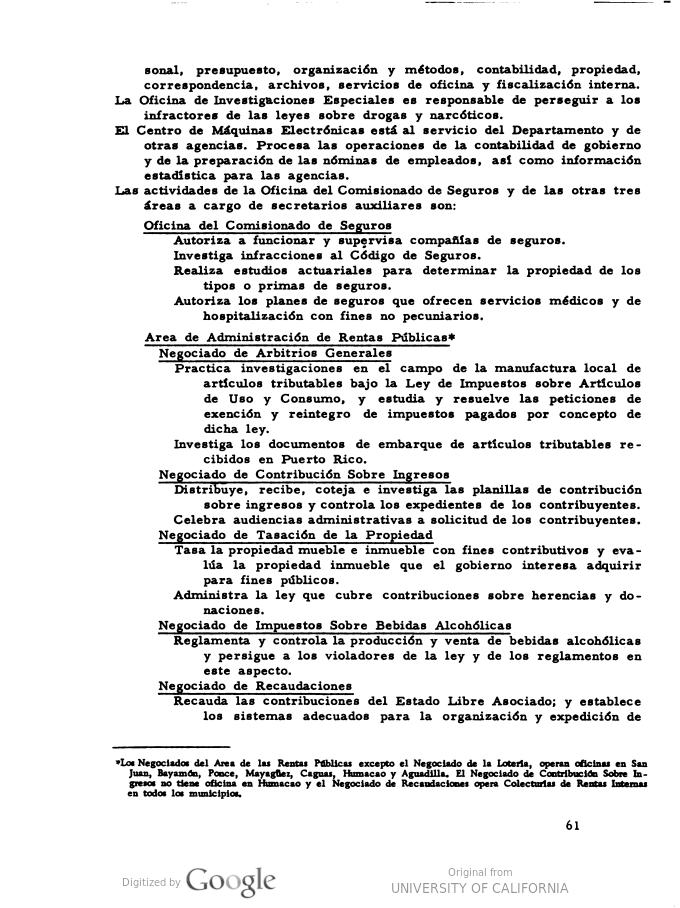 sonal, presupuesto, organización y métodos, contabilidad, propiedad,
correspondencia, archivos, servicios de oficina y fiscalización interna.
La Oficina de Investigaciones Especiales es responsable de perseguir a los
infractores de las leyes sobre drogas y narcóticos.
El Centro de Máquinas Electrónicas está al servicio del Departamento y de
otras agencias. Procesa las operaciones de la contabilidad de gobierno
y de la preparación de las nóminas de empleados, así como información
estadística para las agencias.
Las actividades de la Oficina del Comisionado de Seguros y de las otras tres
áreas a cargo de secretarios auxiliares son:
Oficina del Comisionado de Seguros
Autoriza a funcionar y supervisa compañías de seguros.
Investiga infracciones al Código de Seguros.
Realiza estudios actuariales para determinar la propiedad de los
tipos o primas de seguros.
Autoriza los planes de seguros que ofrecen servicios médicos y de
hospitalización con fines no pecuniarios.
Area de Administración de Rentas Públicas*
Negociado de Arbitrios Generales
Practica investigaciones en el campo de la manufactura local de
artículos tributables bajo la Ley de Impuestos sobre Artículos
de Uso y Consumo, y estudia y resuelve las peticiones de
exención y reintegro de impuestos pagados por concepto de
dicha ley.
Investiga los documentos de embarque de artículos tributables re-
cibidos en Puerto Rico.
Negociado de Contribución Sobre Ingresos
Distribuye, recibe, coteja e investiga las planillas de contribución
sobre ingresos y controla los expedientes de los contribuyentes.
Celebra audiencias administrativas a solicitud de los contribuyentes.
Negociado de Tasación de la Propiedad
Tasa la propiedad mueble e inmueble con fines contributivos y eva-
lúa la propiedad inmueble que el gobierno interesa adquirir
para fines públicos.
Administra la ley que cubre contribuciones sobre herencias y do-
naciones.
Negociado de Impuestos Sobre Bebidas Alcohólicas
Reglamenta y controla la producción y venta de bebidas alcohólicas
y persigue a los violadores de la ley y de los reglamentos en
este aspecto.
Negociado de Recaudaciones
Recauda las contribuciones del Estado Libre Asociado; y establece
los sistemas adecuados para la organización y expedición de
*Los Negociados del Area de las Rentas Públicas excepto el Negociado de la Lotería, operan oficinas en San
Juan, Bayamón, Ponce, Mayagüez, Caguas, Humacao y Aguadilla. El Negociado de Contribución Sobre In-
gresos no tiene oficina en Humacao y el Negociado de Recaudaciones opera Colecturías de Rentas Internas
en todos los municipios.
61
Digitized by Google
Original from
UNIVERSITY OF CALIFORNIA